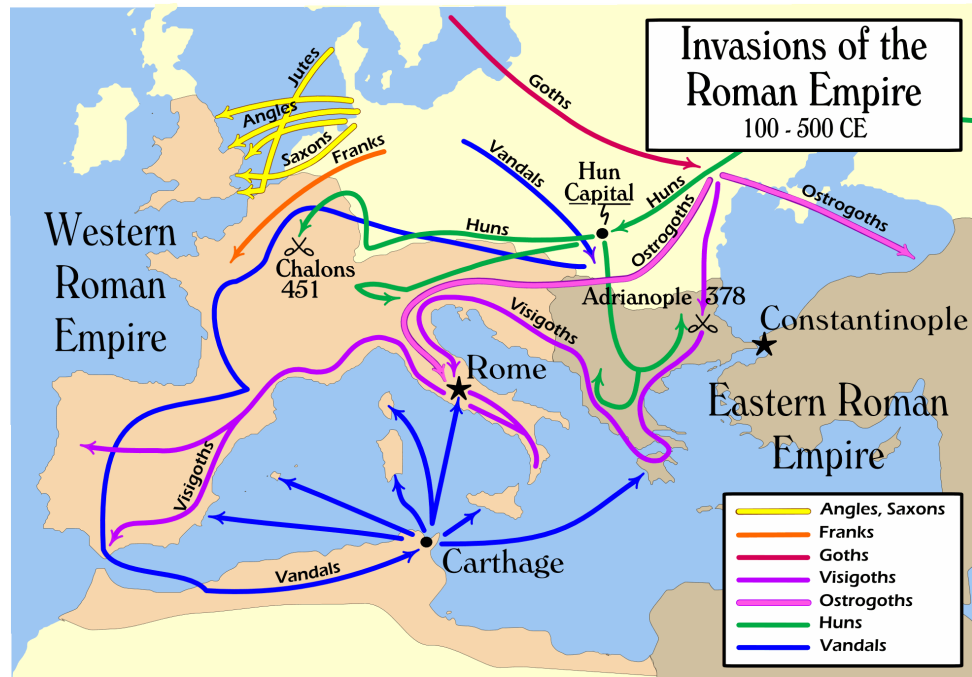 Invasions of the
Roman Empire
100 - 500 CE
Jutes
Angles
Saxons
Franks
Goths
Vandals
Hun
Capital
Huns
Ostrogoths
Ostrogoths
Huns
Western
Roman
Empire
Chalons
451
Adrianople 378
Visigoths
Constantinople
Rome
Eastern Roman
Empire
Visigoths
Carthage
Vandals
Angles, Saxons
Franks
Goths
Visigoths
Ostrogoths
Huns
Vandals